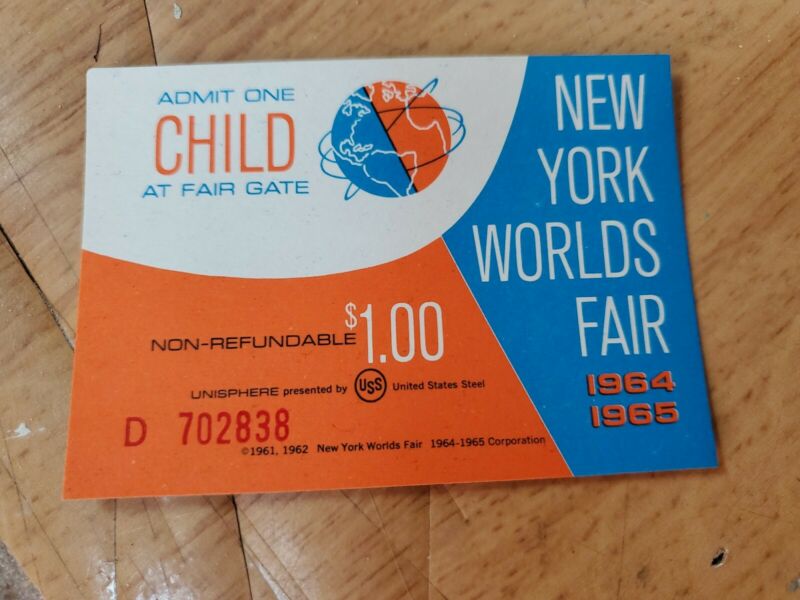 ADMIT ONE
CHILD
AT FAIR GATE
NEW
YORK
WORLDS
FAIR
1964
1965
NON-REFUNDABLE $1.00
UNISPHERE presented by USS United States Steel
D 702838
©1961, 1962 New York Worlds Fair 1964-1965 Corporation